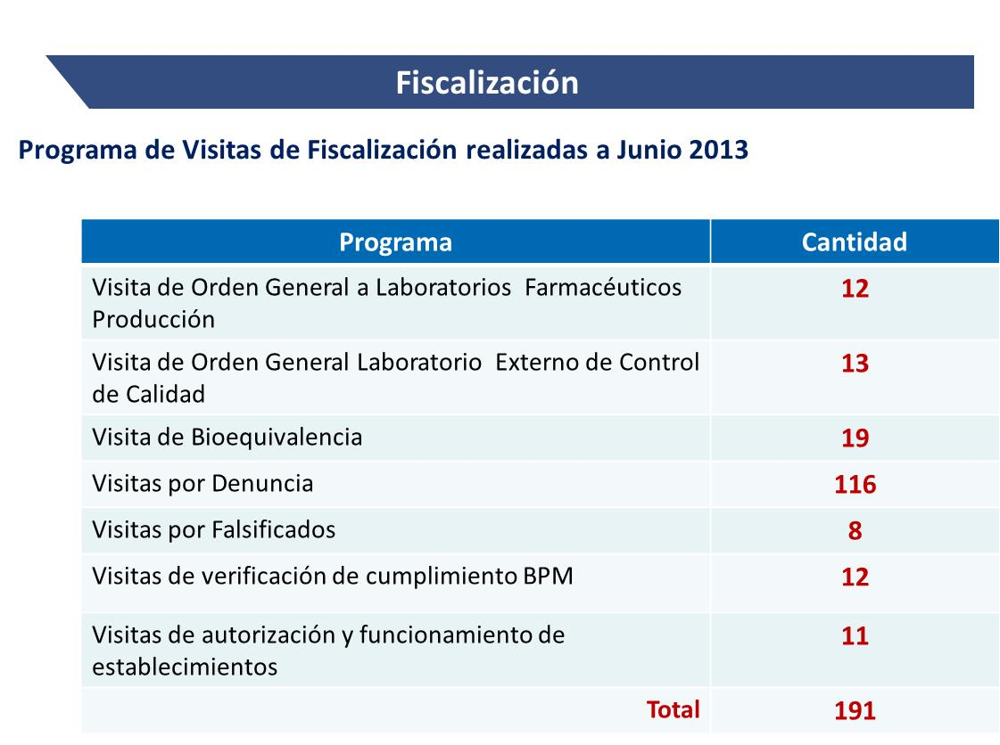 Fiscalización
Programa de Visitas de Fiscalización realizadas a Junio 2013
Programa Cantidad
Visita de Orden General a Laboratorios  Farmacéuticos 12
Producción
Visita de Orden General Laboratorio  Externo de Control 13
de Calidad
Visita de Bioequivalencia 19
Visitas por Denuncia 116
Visitas por Falsificados 8
Visitas de verificación de cumplimiento BPM 12
Visitas de autorización y funcionamiento de 11
establecimientos
Total 191